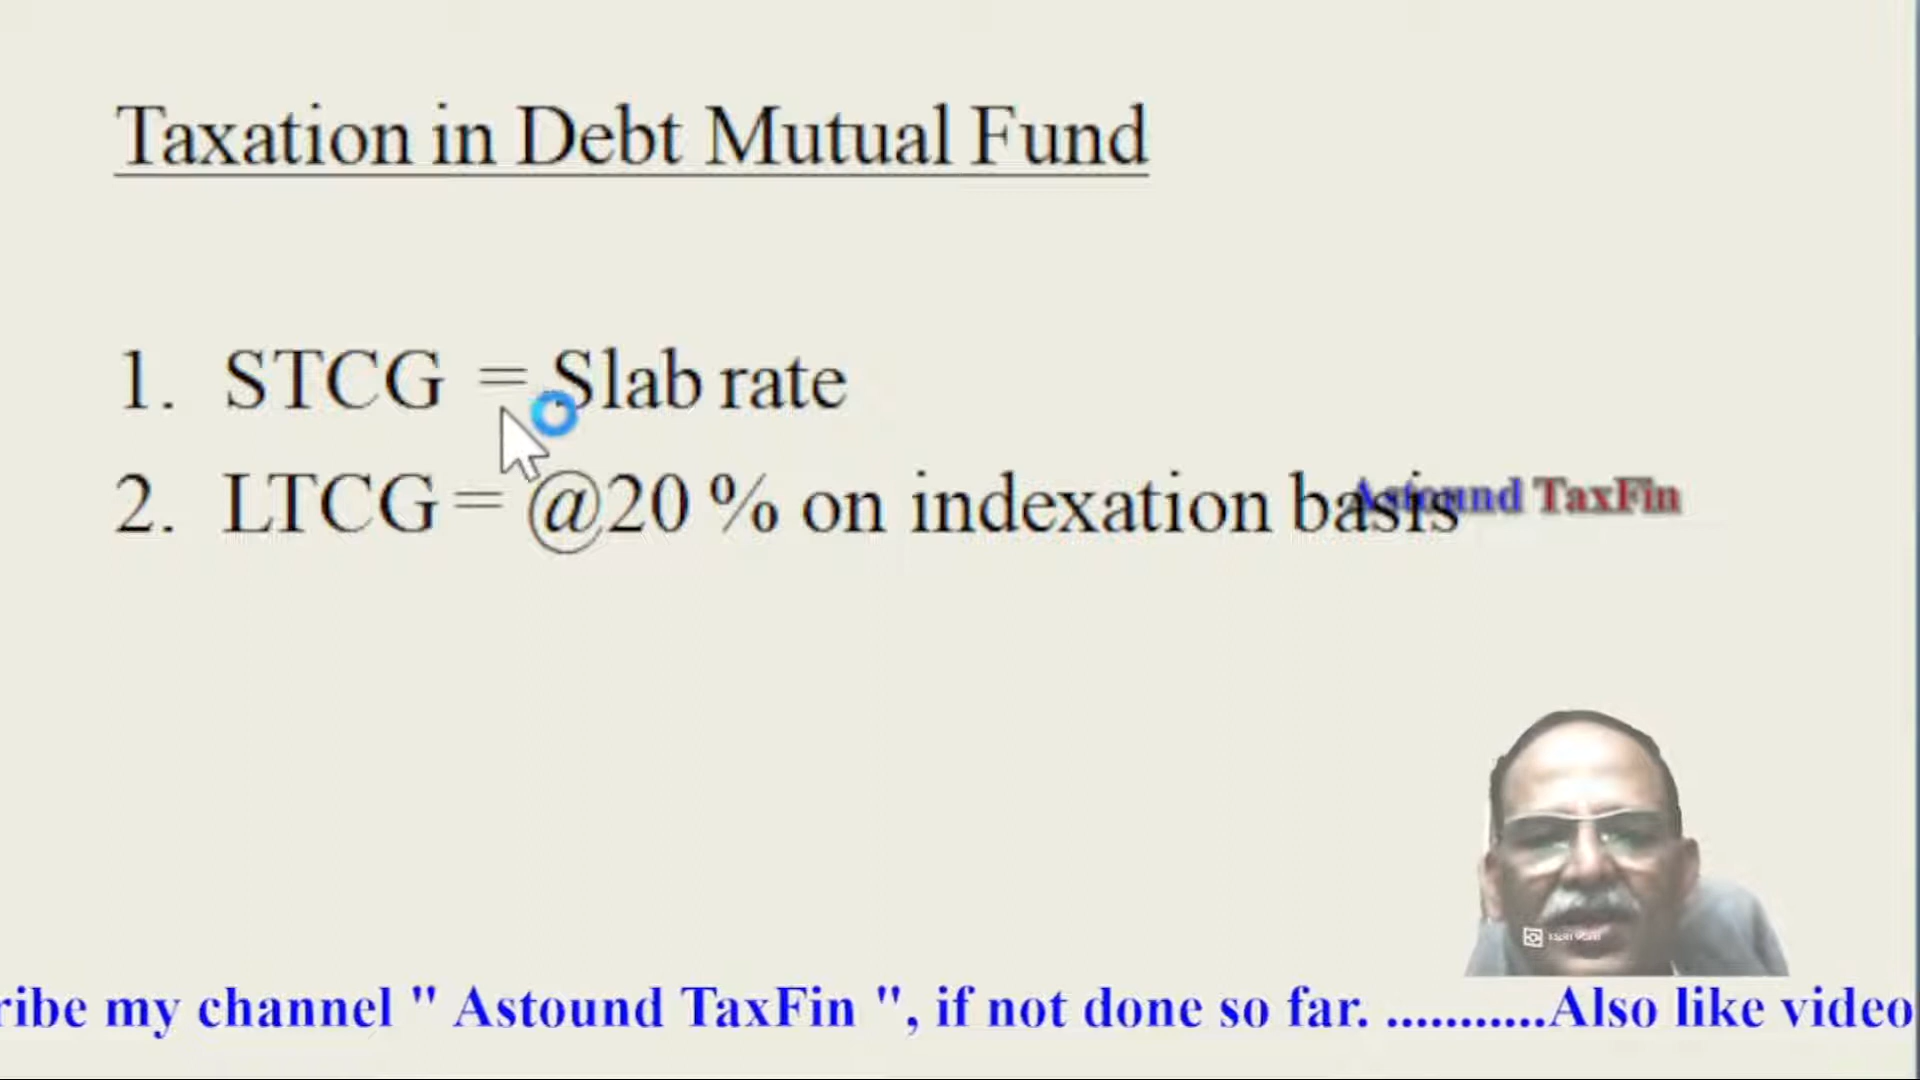 Taxation in Debt Mutual Fund
1. STCG = Slab rate
2. LTCG = @20 % on indexation basis
Astound TaxFin
ribe my channel " Astound TaxFin ", if not done so far. ............Also like video